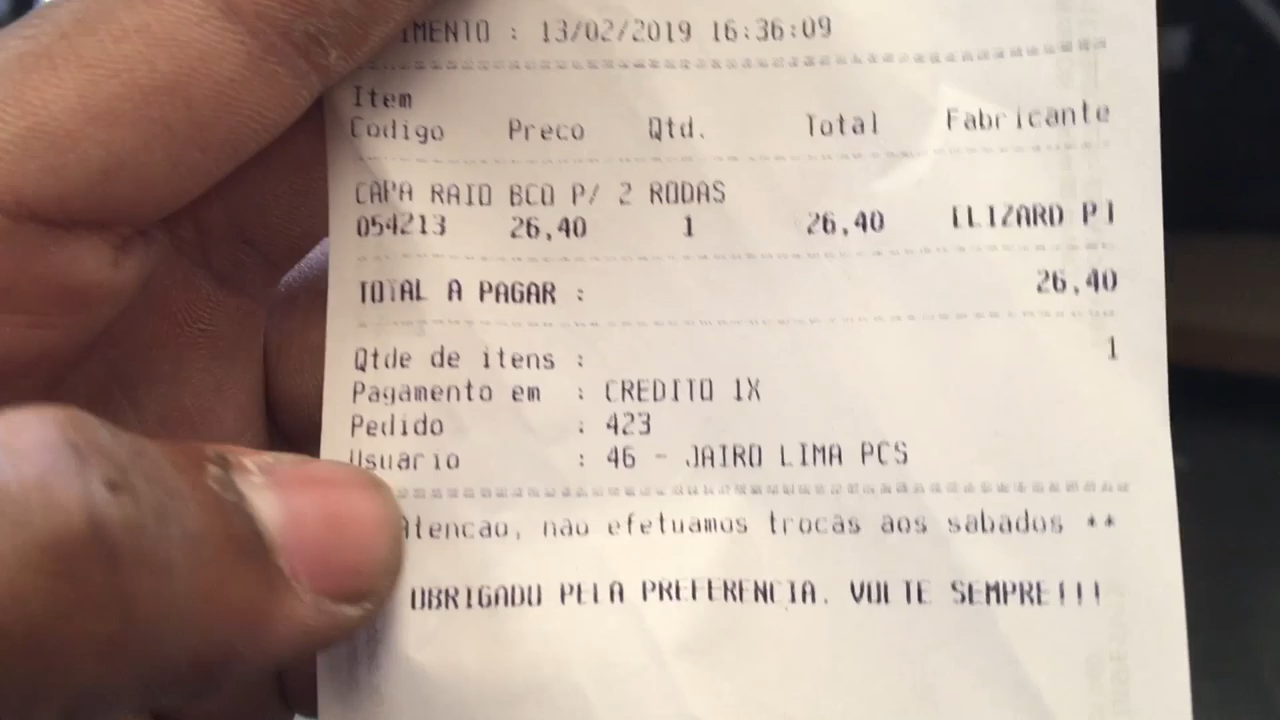 IMENTO : 13/02/2019 16:36:09
Item
Codigo Preco Qtd. Total Fabricante
CAPA RAIO BCO P/ 2 RODAS
054213 26,40 1 26,40 ELIZARD PI
TOTAL A PAGAR : 26,40
Qtde de itens : 1
Pagamento em : CREDITO 1X
Pedido : 423
Usuario : 46 - JAIRO LIMA PCS
Atencao, nao efetuamos trocas aos sabados **
OBRIGADO PELA PREFERENCIA. VOLTE SEMPRE!!!